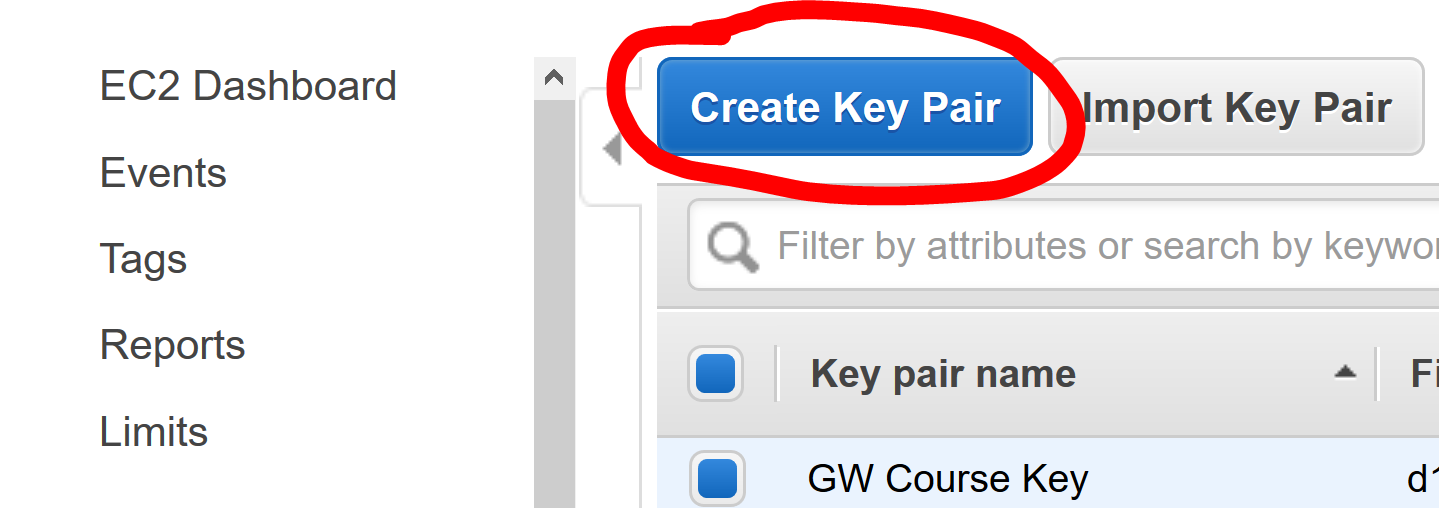 EC2 Dashboard
Events
Tags
Reports
Limits
Create Key Pair
Import Key Pair
Filter by attributes or search by
Key pair name
GW Course Key